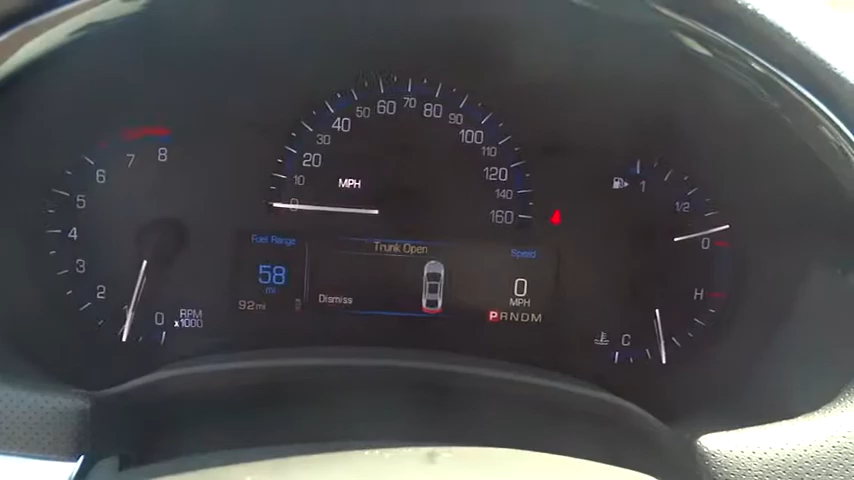 0
1
2
3
4
5
6
7
8
RPM
x1000
0
10
20
30
40
50
60
70
80
90
100
110
120
140
160
MPH
Fuel Range
58
mi
92mi
Trunk Open
Dismiss
Speed
0
MPH
PRNDM
1
1/2
0
H
C